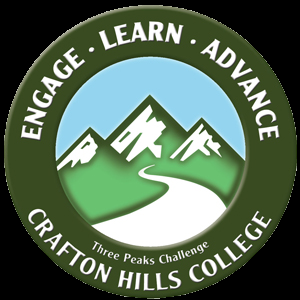 ENGAGE · LEARN · ADVANCE
Three Peaks Challenge
CRAFTON HILLS COLLEGE